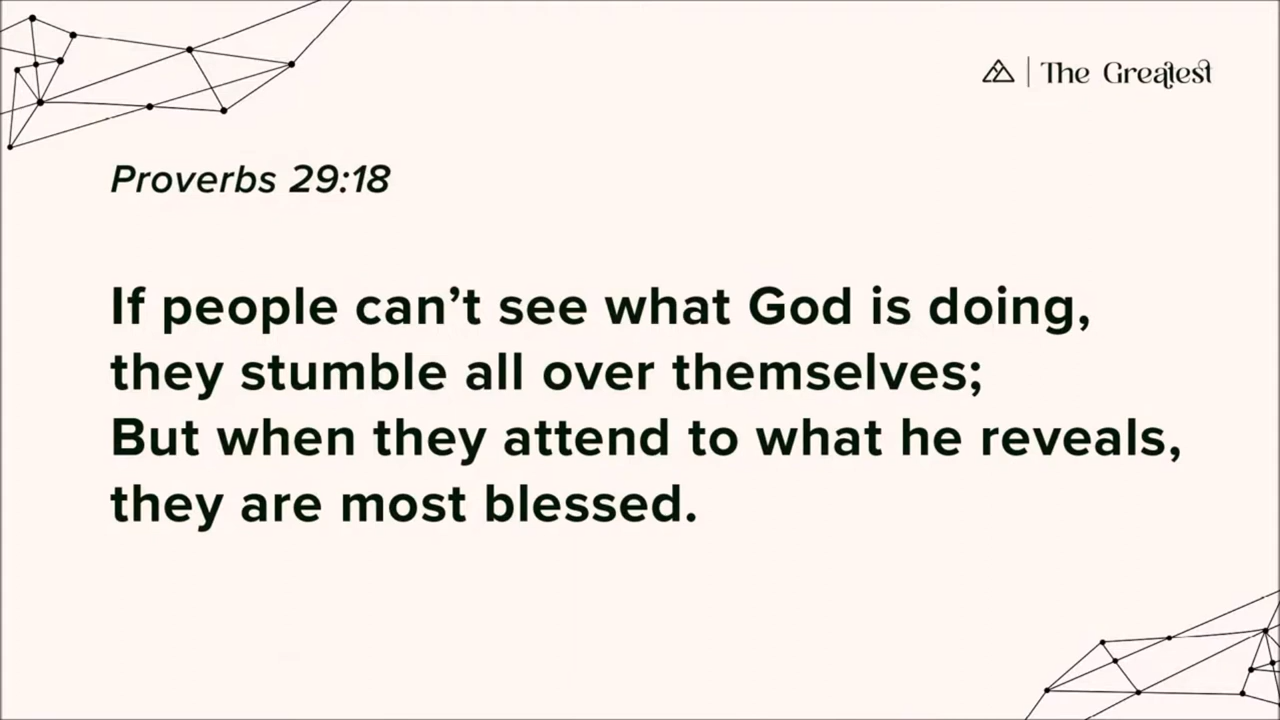 The Greatest
Proverbs 29:18
If people can’t see what God is doing,
they stumble all over themselves;
But when they attend to what he reveals,
they are most blessed.